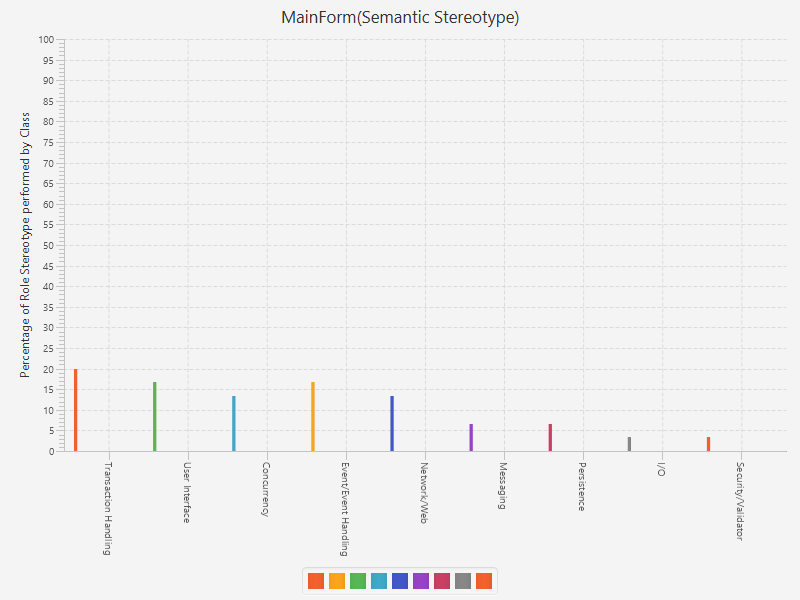 MainForm(Semantic Stereotype)
Percentage of Role Stereotype performed by Class
100
95
90
85
80
75
70
65
60
55
50
45
40
35
30
25
20
15
10
5
0
Transaction Handling
User Interface
Concurrency
Event/Event Handling
Network/Web
Messaging
Persistence
I/O
Security/Validator